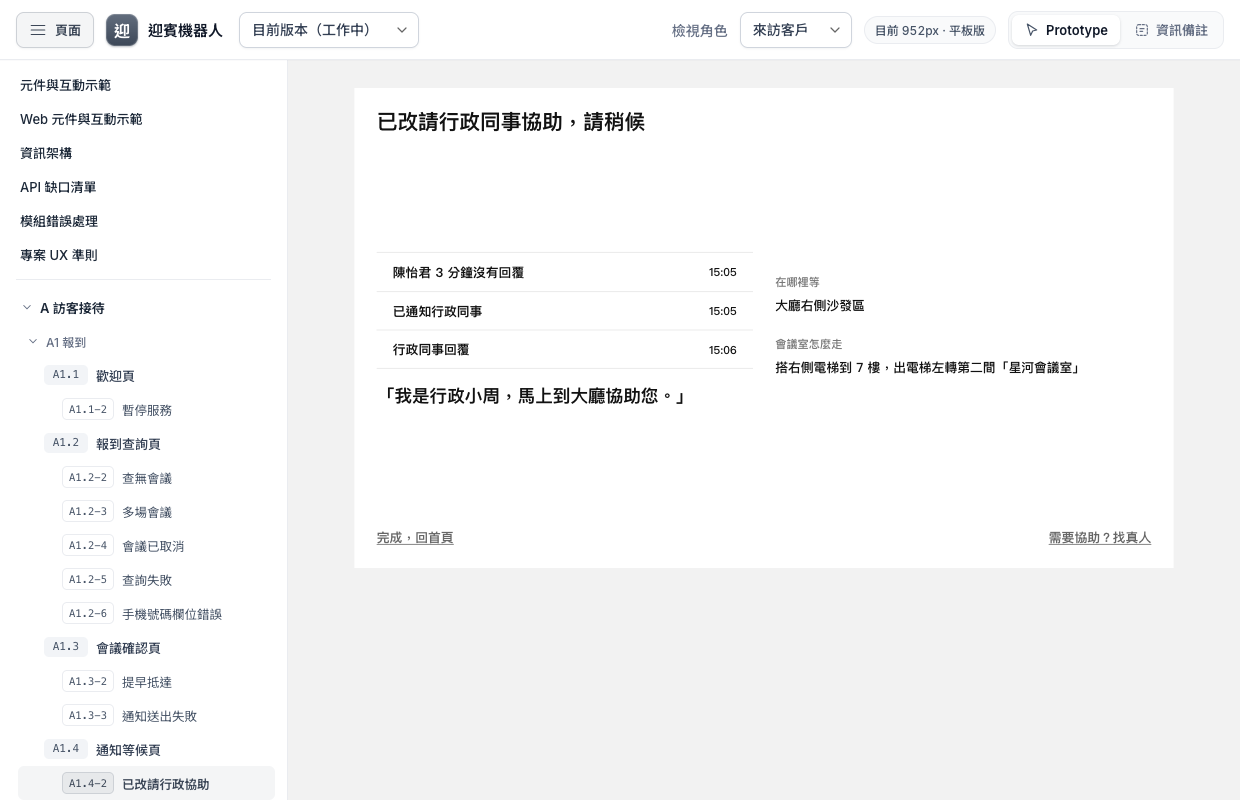 頁面
迎
迎賓機器人
目前版本（工作中）
檢視角色
來訪客戶
目前 952px · 平板版
Prototype
資訊備註
元件與互動示範
Web 元件與互動示範
資訊架構
API 缺口清單
模組錯誤處理
專案 UX 準則
A 訪客接待
A1 報到
A1.1 歡迎頁
A1.1-2 暫停服務
A1.2 報到查詢頁
A1.2-2 查無會議
A1.2-3 多場會議
A1.2-4 會議已取消
A1.2-5 查詢失敗
A1.2-6 手機號碼欄位錯誤
A1.3 會議確認頁
A1.3-2 提早抵達
A1.3-3 通知送出失敗
A1.4 通知等候頁
A1.4-2 已改請行政協助
已改請行政同事協助，請稍候
陳怡君 3 分鐘沒有回覆 15:05
已通知行政同事 15:05
行政同事回覆 15:06
「我是行政小周，馬上到大廳協助您。」
在哪裡等
大廳右側沙發區
會議室怎麼走
搭右側電梯到 7 樓，出電梯左轉第二間「星河會議室」
完成，回首頁
需要協助？找真人